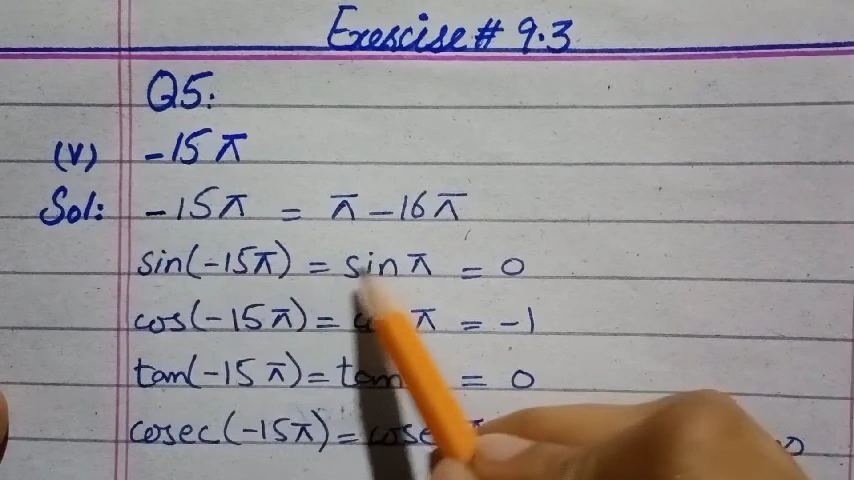 Exercise # 9.3
Q5:
(V) -15π
Sol: -15π = π - 16π
sin(-15π) = sin π = 0
cos(-15π) = π = -1
tan(-15π) = tan = 0
cosec(-15π) = cose